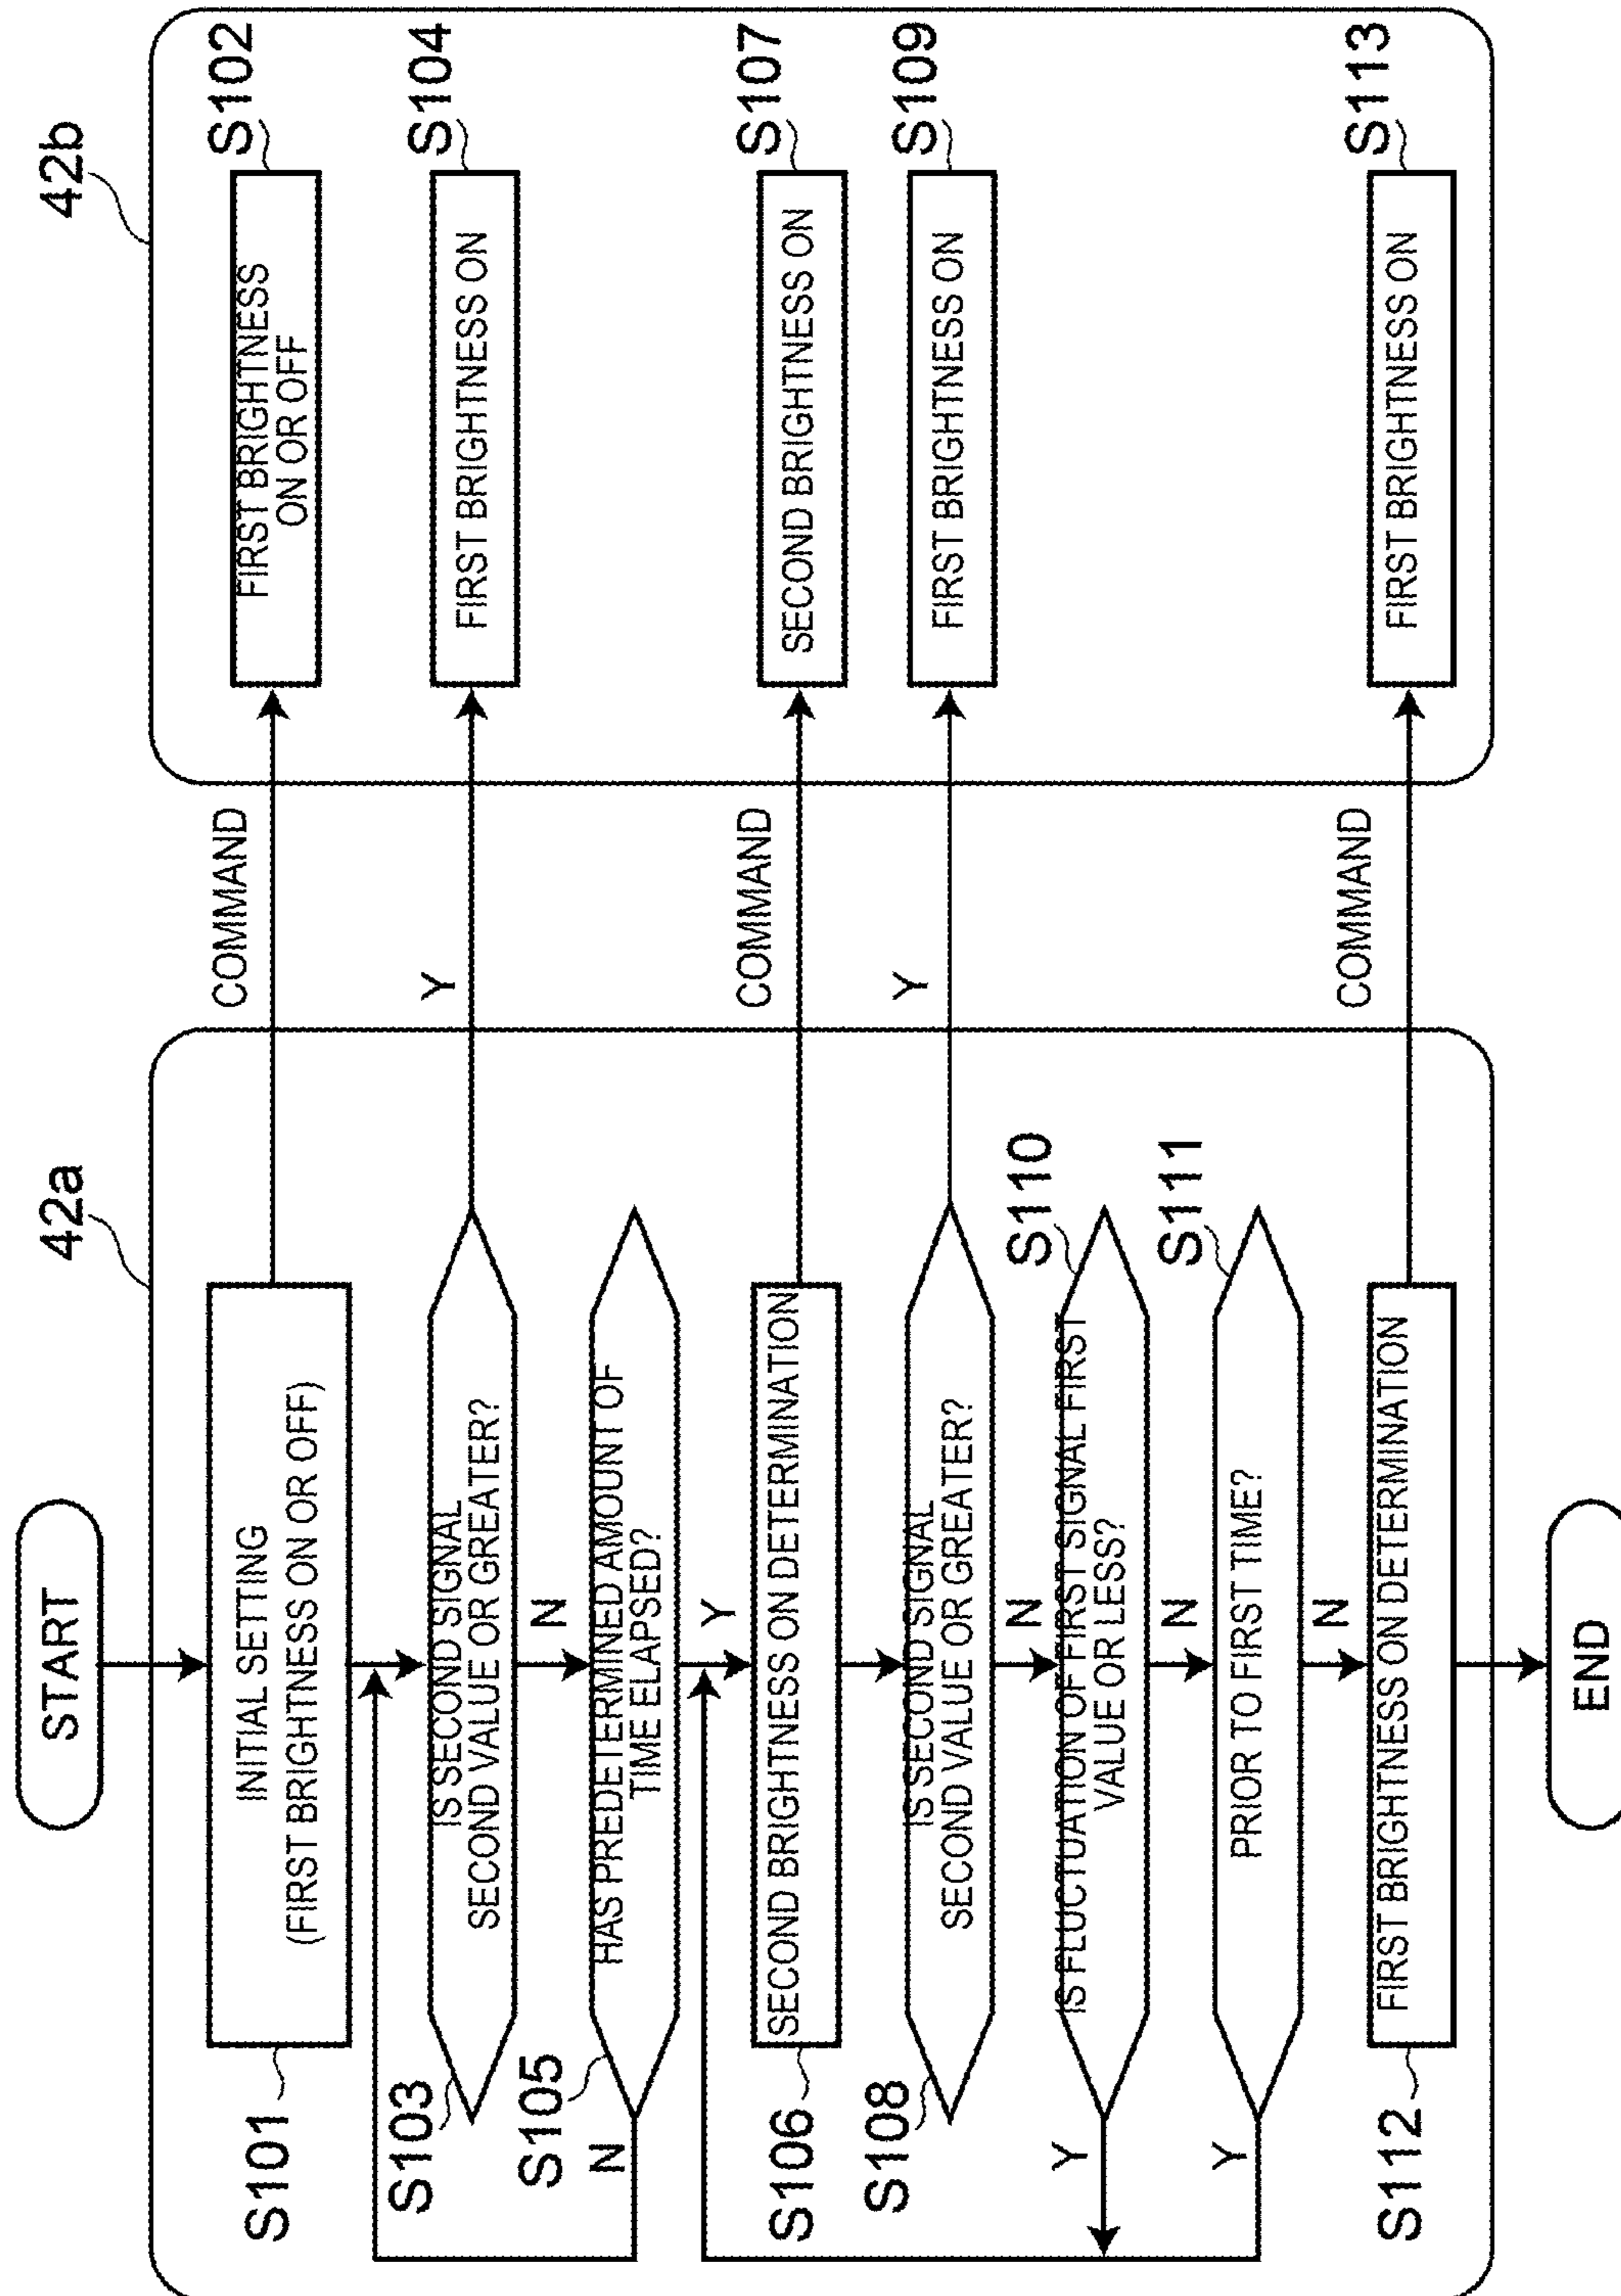 START
42a
42b
S101
INITIAL SETTING
(FIRST BRIGHTNESS ON OR OFF)
COMMAND
FIRST BRIGHTNESS
ON OR OFF
S102
S103
IS SECOND SIGNAL
SECOND VALUE OR GREATER?
Y
FIRST BRIGHTNESS ON
S104
N
S105
HAS PREDETERMINED AMOUNT OF
TIME ELAPSED?
N
Y
S106
SECOND BRIGHTNESS ON DETERMINATION
COMMAND
SECOND BRIGHTNESS ON
S107
S108
IS SECOND SIGNAL
SECOND VALUE OR GREATER?
Y
FIRST BRIGHTNESS ON
S109
N
S110
IS FLUCTUATION OF FIRST SIGNAL FIRST
VALUE OR LESS?
Y
N
S111
PRIOR TO FIRST TIME?
Y
N
S112
FIRST BRIGHTNESS ON DETERMINATION
COMMAND
FIRST BRIGHTNESS ON
S113
END